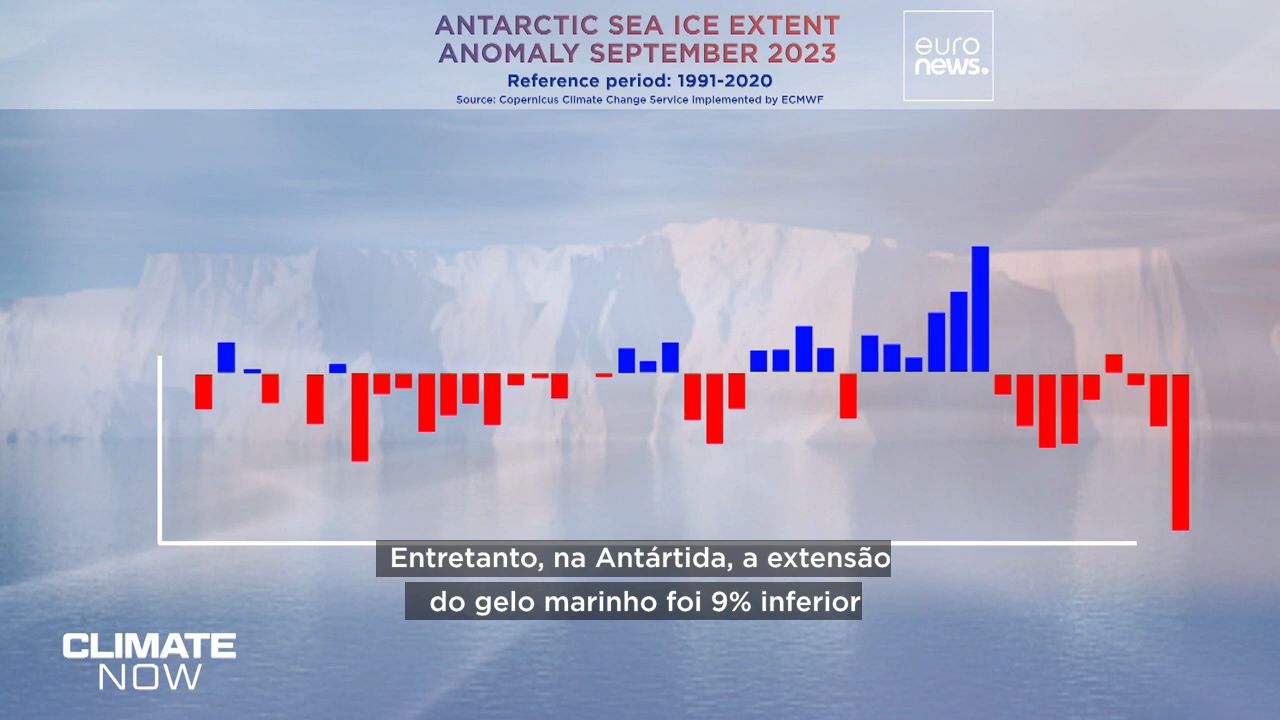 ANTARCTIC SEA ICE EXTENT
ANOMALY SEPTEMBER 2023
Reference period: 1991-2020
Source: Copernicus Climate Change Service Implemented by ECMWF
euro
news.
Entretanto, na Antártida, a extensão
do gelo marinho foi 9% inferior
CLIMATE
NOW